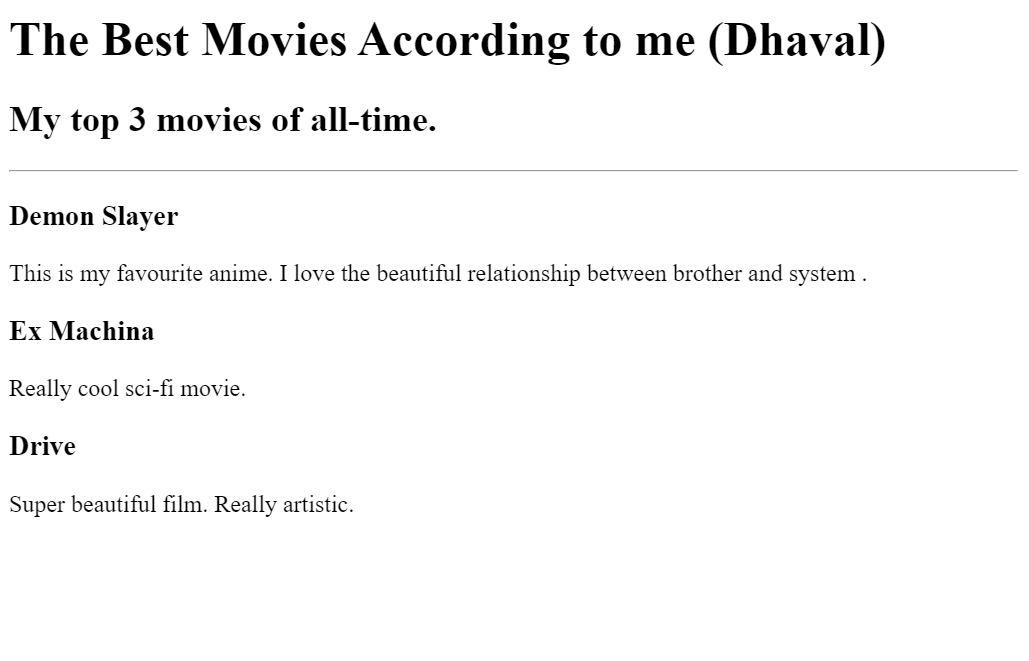 The Best Movies According to me (Dhaval)
My top 3 movies of all-time.
Demon Slayer
This is my favourite anime. I love the beautiful relationship between brother and system .
Ex Machina
Really cool sci-fi movie.
Drive
Super beautiful film. Really artistic.